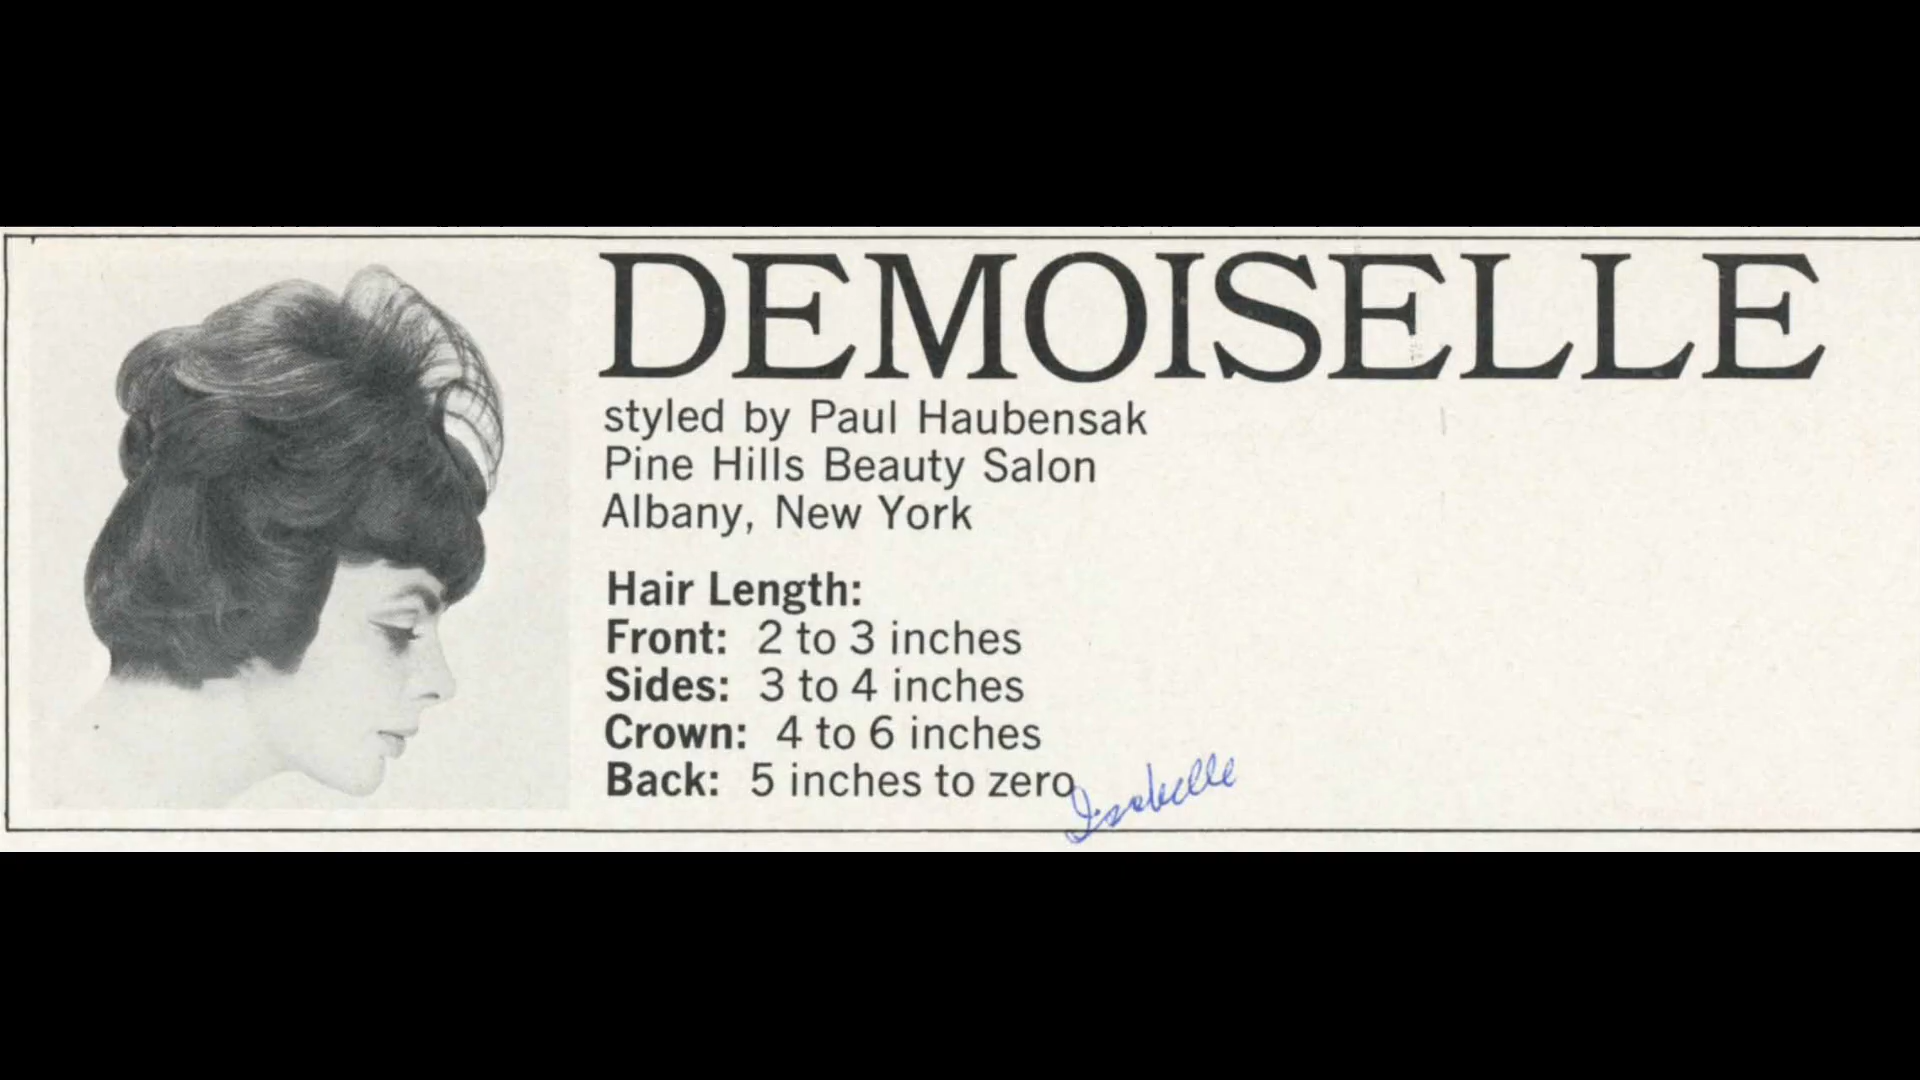 DEMOISELLE
styled by Paul Haubensak
Pine Hills Beauty Salon
Albany, New York
Hair Length:
Front: 2 to 3 inches
Sides: 3 to 4 inches
Crown: 4 to 6 inches
Back: 5 inches to zero
Isabelle